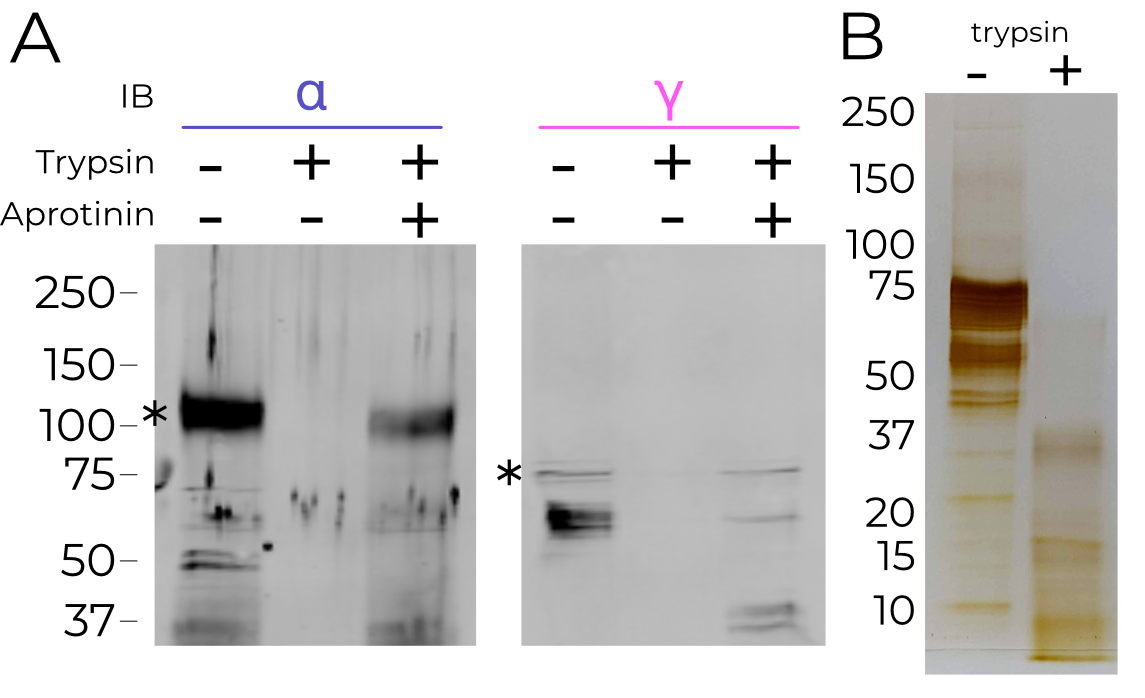 A
IB α γ
Trypsin - + + - + +
Aprotinin - - + - - +
250-
150-
*100-
75-
*
50-
37-
B
trypsin
- +
250
150
100
75
50
37
20
15
10